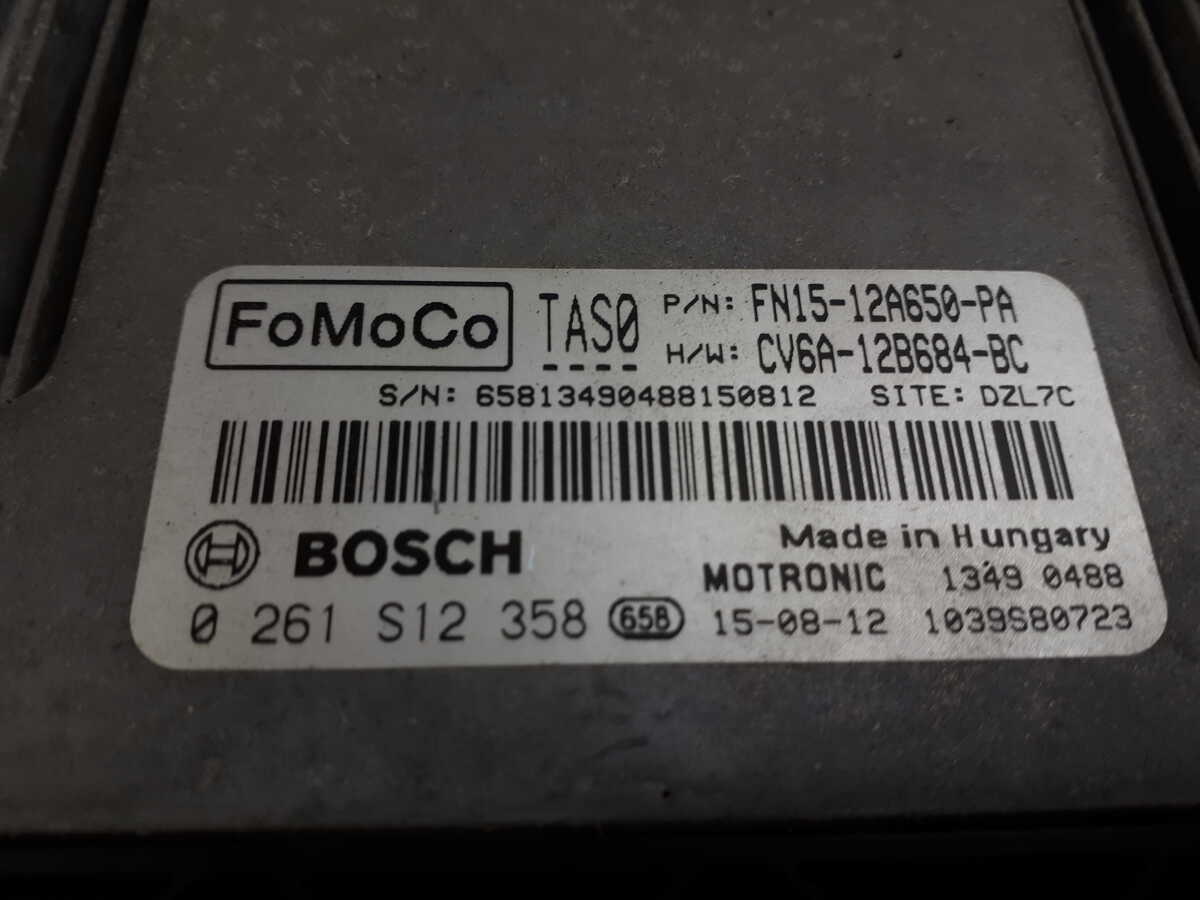 FoMoCo TAS0 P/N: FN15-12A650-PA
H/W: CV6A-12B684-BC
S/N: 65813490488150812 SITE: DZL7C
BOSCH Made in Hungary
MOTRONIC 1349 0488
0 261 S12 358 658 15-08-12 1039S80723